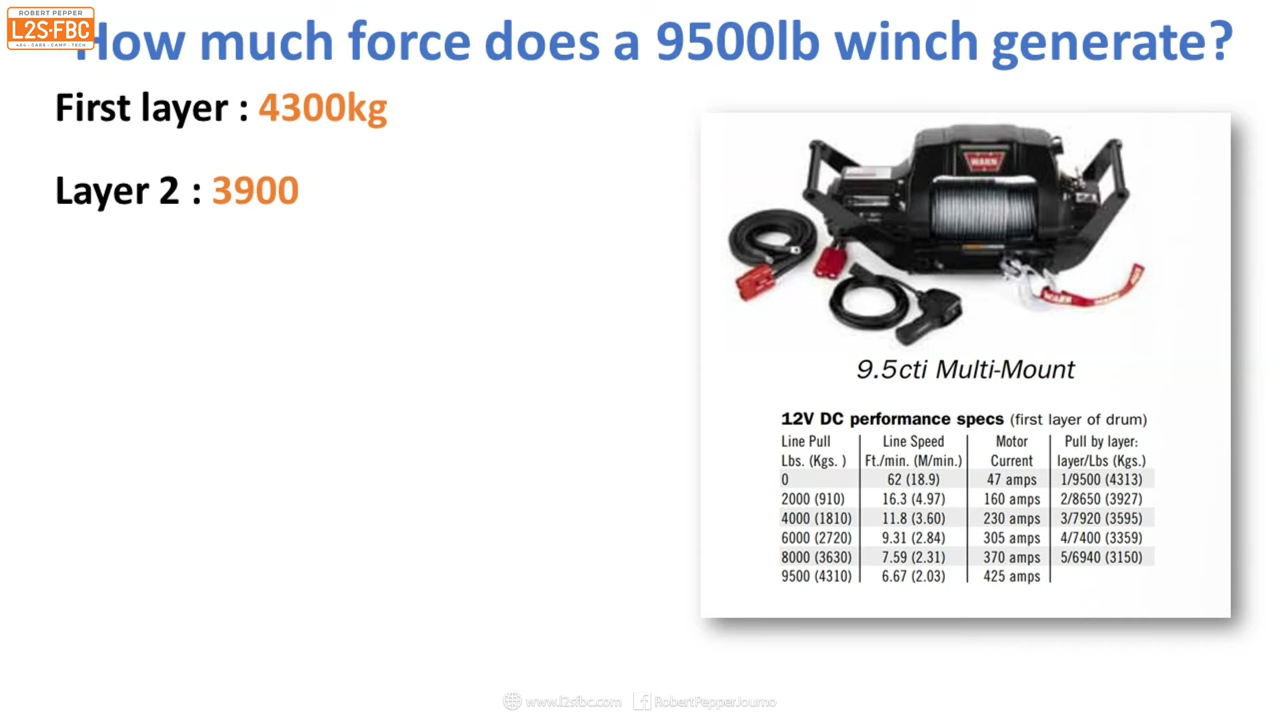 ROBERT PEPPER
L2S-FBC
4X4 - CARS - CAMP - TECH
How much force does a 9500lb winch generate?
First layer : 4300kg
Layer 2 : 3900
WARN
9.5cti Multi-Mount
12V DC performance specs (first layer of drum)
Line Pull Line Speed Motor Pull by layer:
Lbs. (Kgs. ) Ft./min. (M/min.) Current layer/Lbs (Kgs.)
0 62 (18.9) 47 amps 1/9500 (4313)
2000 (910) 16.3 (4.97) 160 amps 2/8650 (3927)
4000 (1810) 11.8 (3.60) 230 amps 3/7920 (3595)
6000 (2720) 9.31 (2.84) 305 amps 4/7400 (3359)
8000 (3630) 7.59 (2.31) 370 amps 5/6940 (3150)
9500 (4310) 6.67 (2.03) 425 amps
www.l2sfbc.com RobertPepperJourno